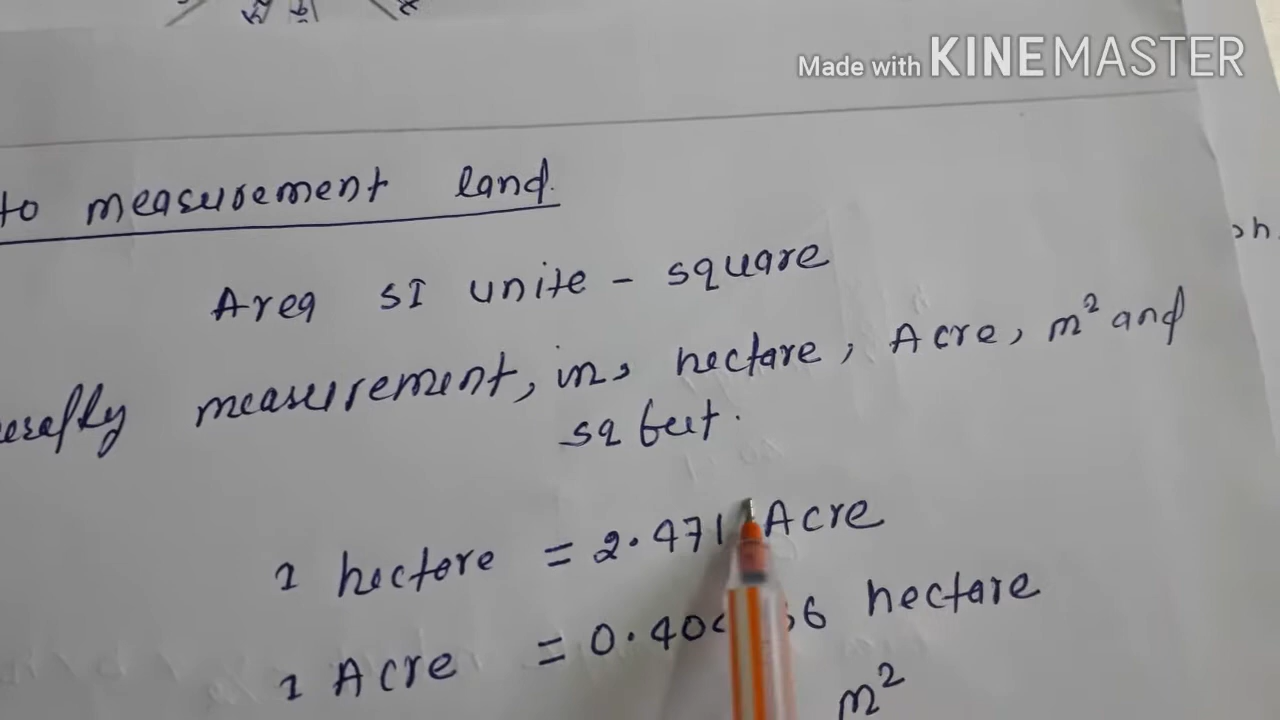 Made with KINEMASTER
to measurement land.
Area SI unite - square
measurement, in, hectare, Acre, m² and
sq feet.
1 hectore = 2.471 Acre
1 Acre = 0.40 6 hectare
m²